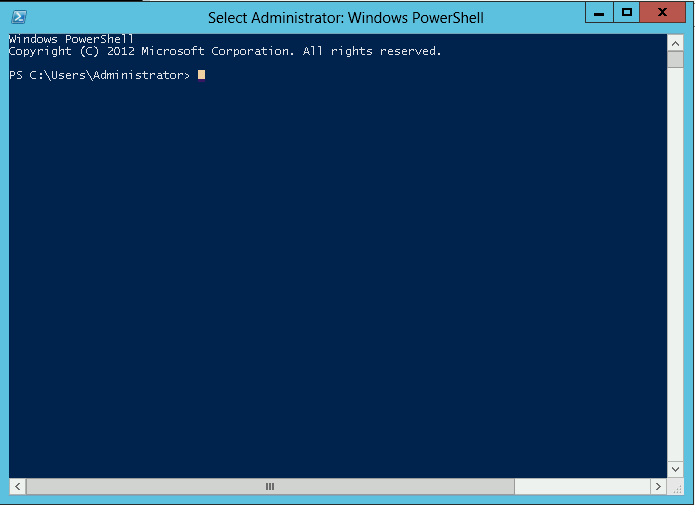 Select Administrator: Windows PowerShell
Windows PowerShell
Copyright (C) 2012 Microsoft Corporation. All rights reserved.
PS C:\Users\Administrator>